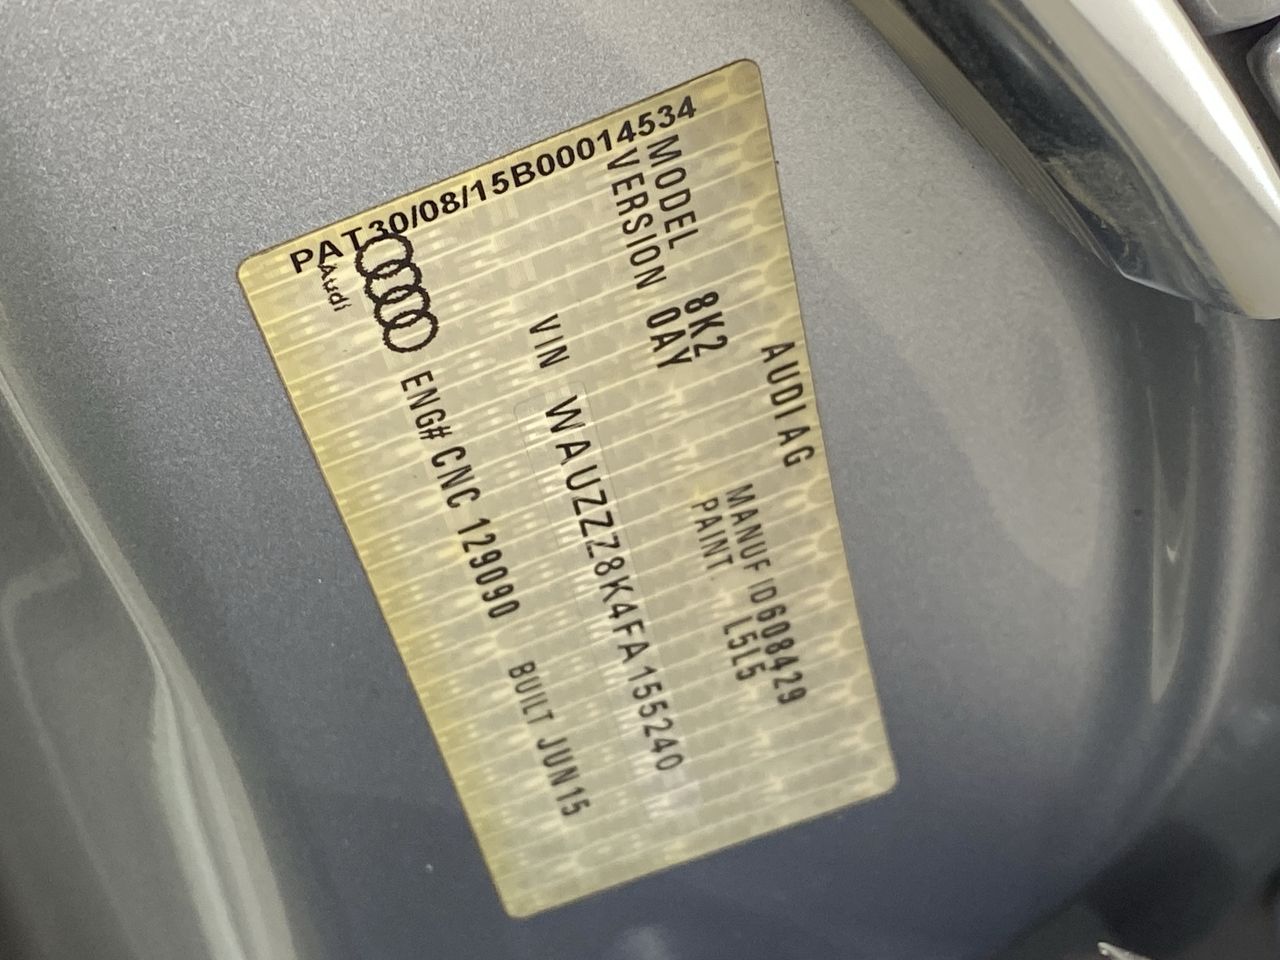 PAT30/08/15B00014534
AUDI AG
MODEL 8K2 MANUF ID608429
VERSION 0AY PAINT L5L5
VIN WAUZZZ8K4FA155240
ENG# CNC 129090 BUILT JUN15
Audi